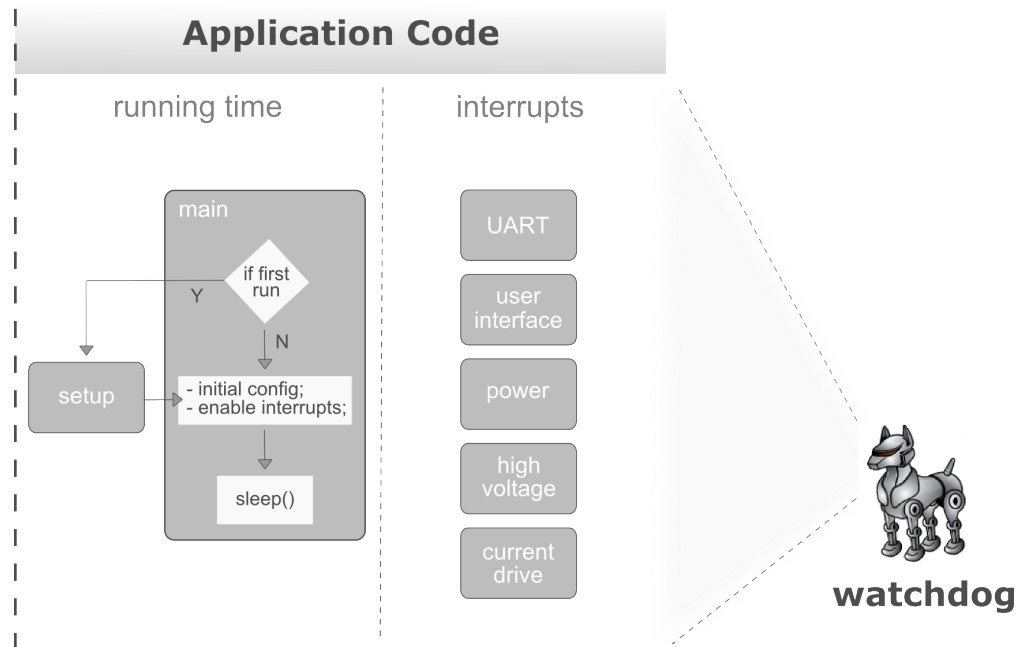 Application Code
running time
interrupts
main
if first
run
Y
N
setup
- initial config;
- enable interrupts;
sleep()
UART
user
interface
power
high
voltage
current
drive
watchdog